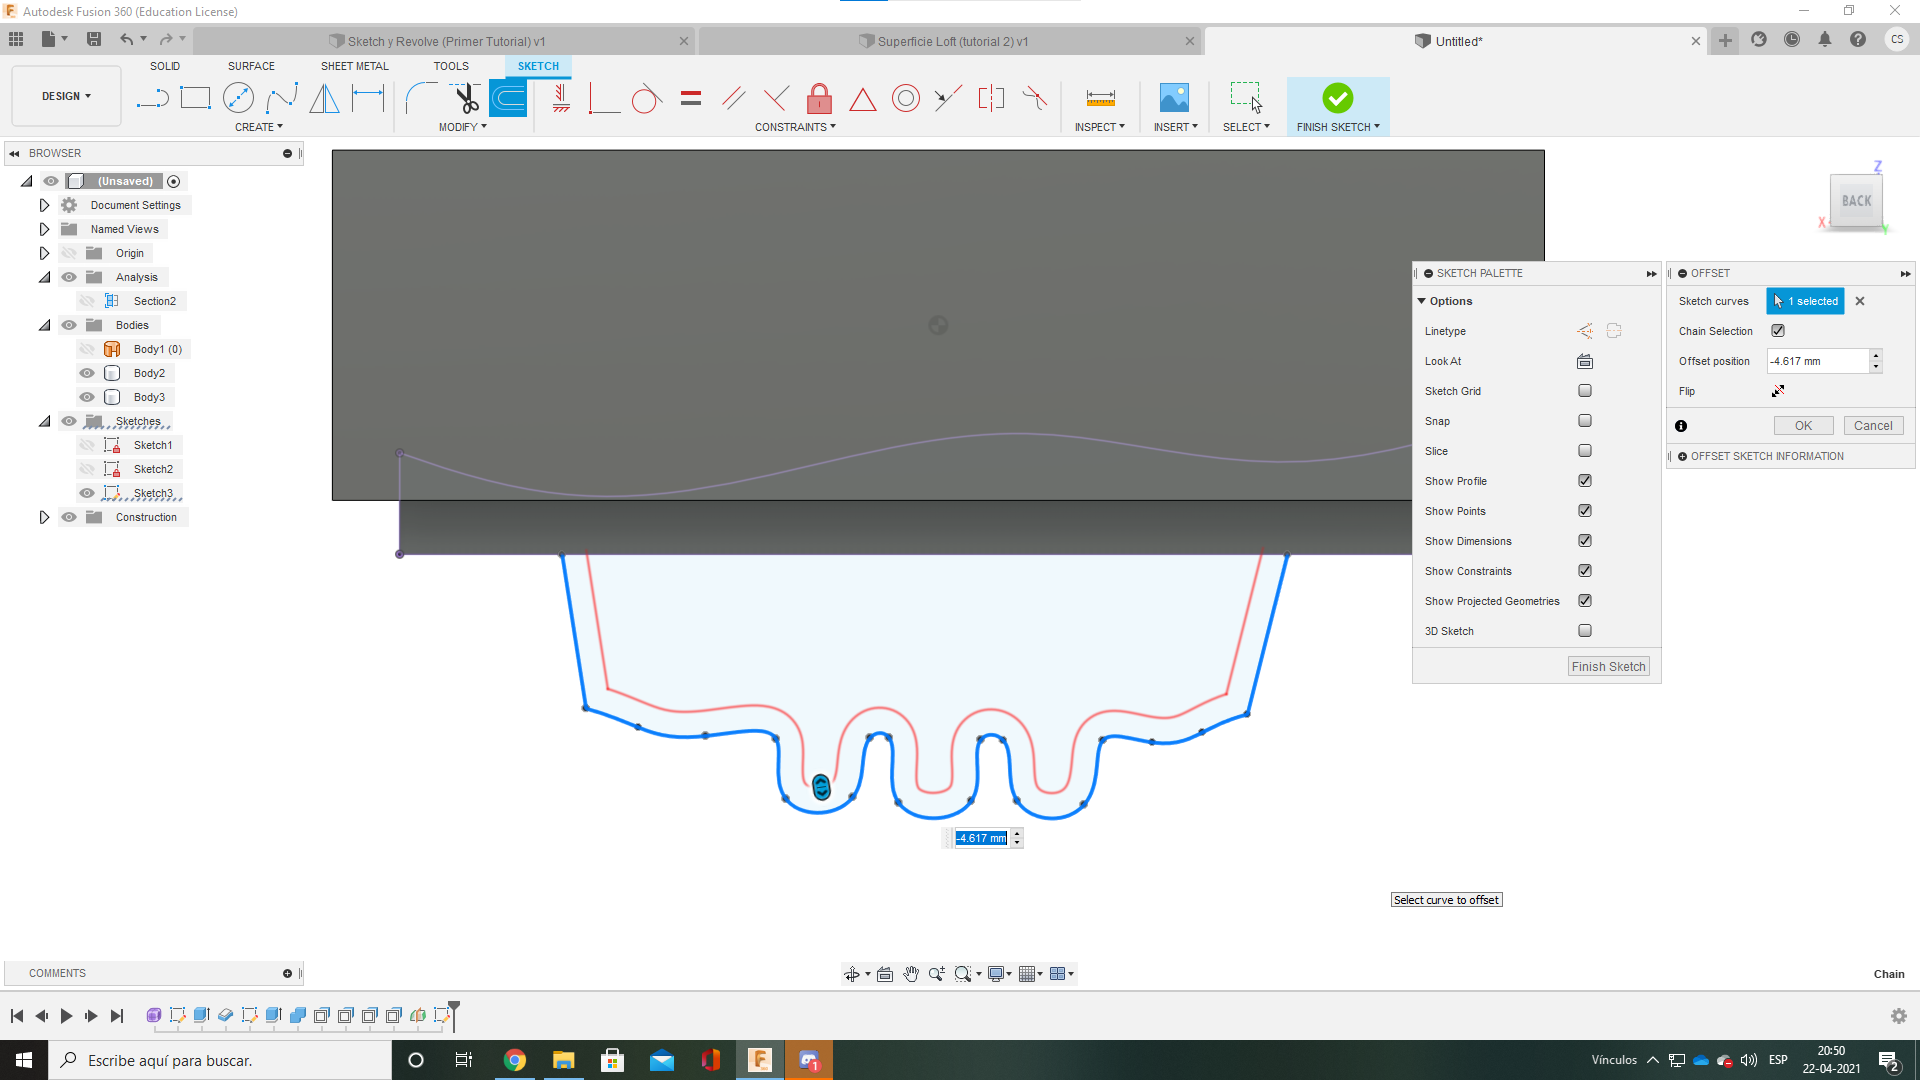 Autodesk Fusion 360 (Education License)
Sketch y Revolve (Primer Tutorial) v1
Superficie Loft (tutorial 2) v1
Untitled*
CS
SOLID SURFACE SHEET METAL TOOLS SKETCH
DESIGN
CREATE MODIFY CONSTRAINTS INSPECT INSERT SELECT FINISH SKETCH
BROWSER
(Unsaved)
Document Settings
Named Views
Origin
Analysis
Section2
Bodies
Body1 (0)
Body2
Body3
Sketches
Sketch1
Sketch2
Sketch3
Construction
Z
BACK
X
Y
SKETCH PALETTE
Options
Linetype
Look At
Sketch Grid
Snap
Slice
Show Profile
Show Points
Show Dimensions
Show Constraints
Show Projected Geometries
3D Sketch
Finish Sketch
OFFSET
Sketch curves 1 selected
Chain Selection
Offset position -4.617 mm
Flip
OK Cancel
OFFSET SKETCH INFORMATION
-4.617 mm
Select curve to offset
COMMENTS
Chain
Escribe aquí para buscar.
1
Vínculos
ESP
20:50
22-04-2021
2